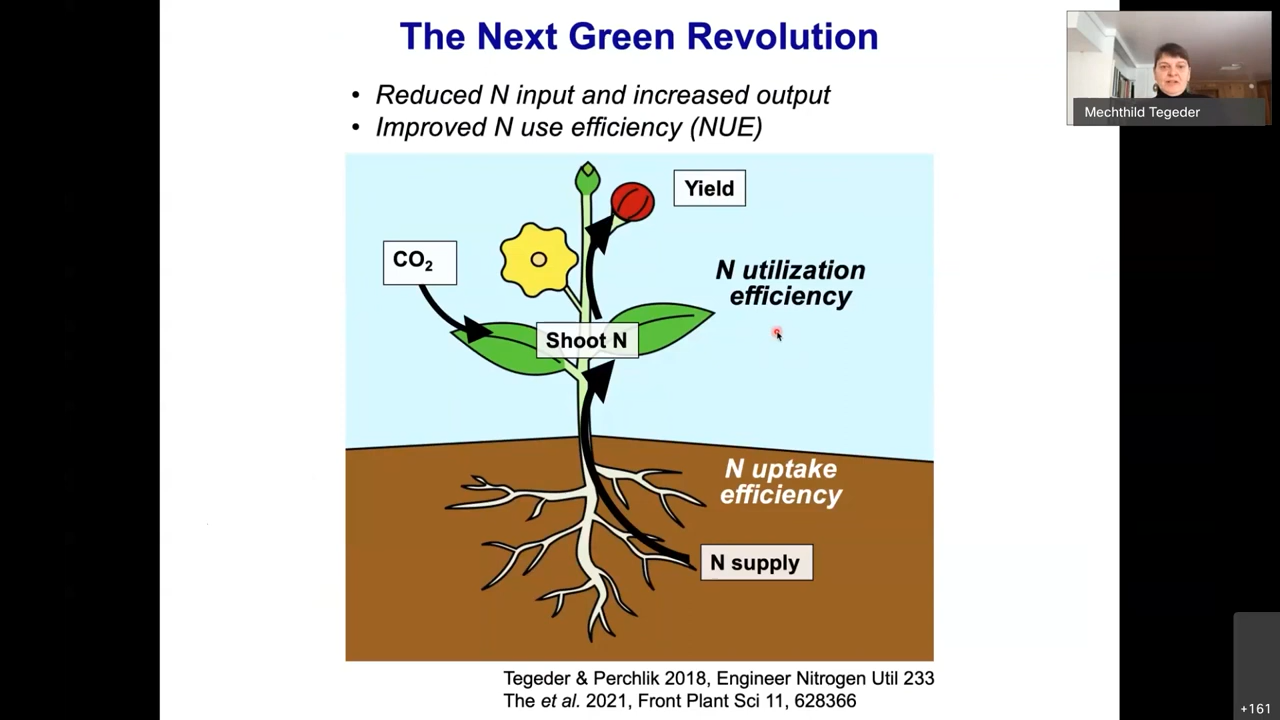 The Next Green Revolution
• Reduced N input and increased output
• Improved N use efficiency (NUE)
Mechthild Tegeder
Yield
CO₂
N utilization
efficiency
Shoot N
N uptake
efficiency
N supply
Tegeder & Perchlik 2018, Engineer Nitrogen Util 233
The et al. 2021, Front Plant Sci 11, 628366
+161